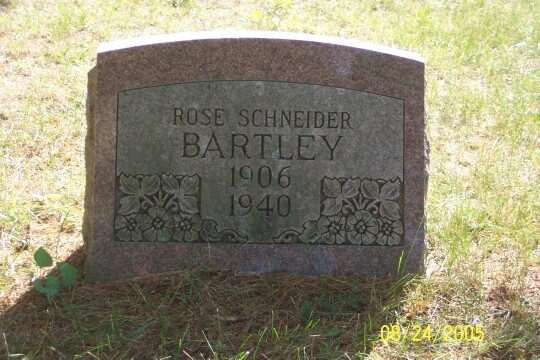 ROSE SCHNEIDER
BARTLEY
1906
1940
08/24/2005